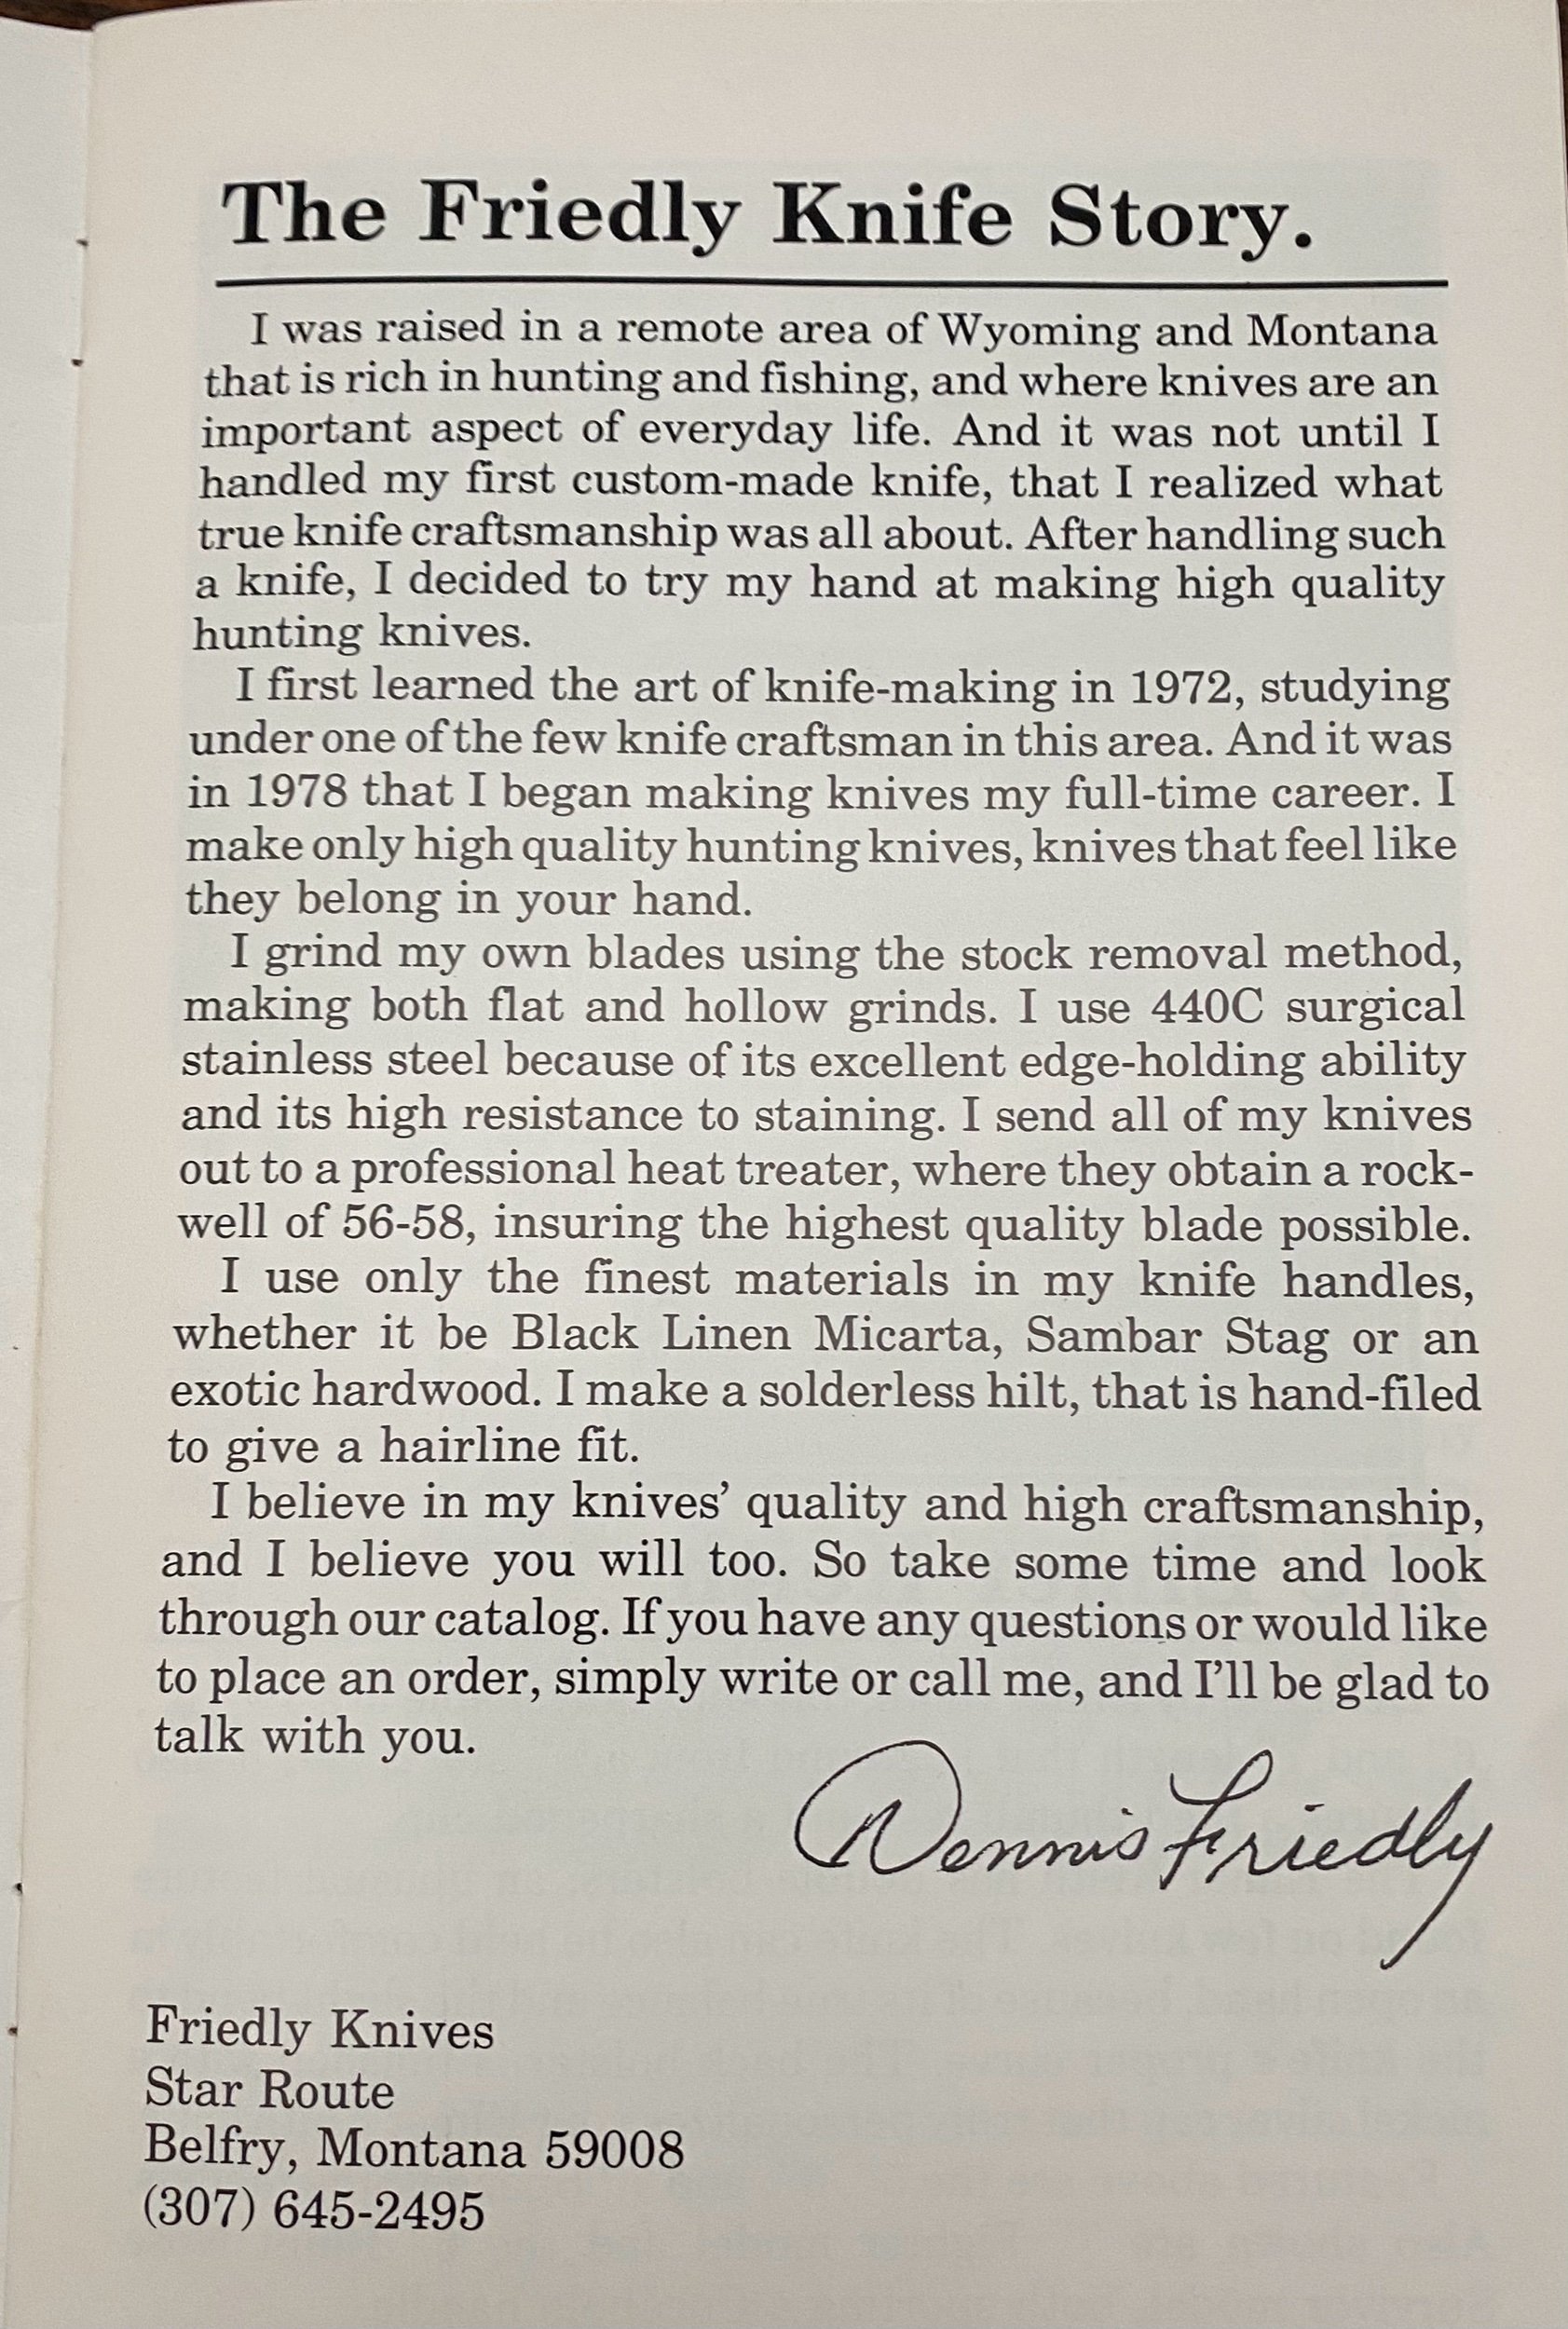 The Friedly Knife Story.
I was raised in a remote area of Wyoming and Montana
that is rich in hunting and fishing, and where knives are an
important aspect of everyday life. And it was not until I
handled my first custom-made knife, that I realized what
true knife craftsmanship was all about. After handling such
a knife, I decided to try my hand at making high quality
hunting knives.
I first learned the art of knife-making in 1972, studying
under one of the few knife craftsman in this area. And it was
in 1978 that I began making knives my full-time career. I
make only high quality hunting knives, knives that feel like
they belong in your hand.
I grind my own blades using the stock removal method,
making both flat and hollow grinds. I use 440C surgical
stainless steel because of its excellent edge-holding ability
and its high resistance to staining. I send all of my knives
out to a professional heat treater, where they obtain a rock-
well of 56-58, insuring the highest quality blade possible.
I use only the finest materials in my knife handles,
whether it be Black Linen Micarta, Sambar Stag or an
exotic hardwood. I make a solderless hilt, that is hand-filed
to give a hairline fit.
I believe in my knives’ quality and high craftsmanship,
and I believe you will too. So take some time and look
through our catalog. If you have any questions or would like
to place an order, simply write or call me, and I’ll be glad to
talk with you.
Dennis Friedly
Friedly Knives
Star Route
Belfry, Montana 59008
(307) 645-2495